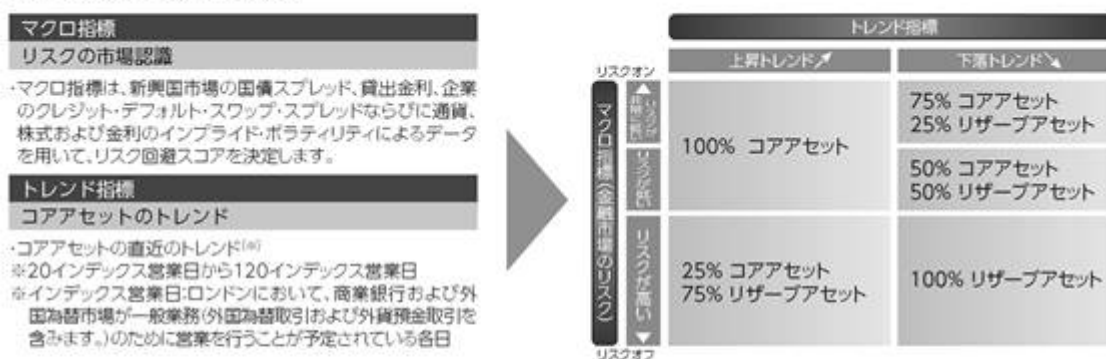 マクロ指標
リスクの市場認識
・マクロ指標は、新興国市場の国債スプレッド、貸出金利、企業
のクレジット・デフォルト・スワップ・スプレッドならびに通貨、
株式および金利のインプライド・ボラティリティによるデータ
を用いて、リスク回避スコアを決定します。
トレンド指標
コアアセットのトレンド
・コアアセットの直近のトレンド(※)
※20インデックス営業日から120インデックス営業日
※インデックス営業日:ロンドンにおいて、商業銀行および外
国為替市場が一般業務(外国為替取引および外貨預金取引を
含みます。)のために営業を行うことが予定されている各日
トレンド指標
上昇トレンド↗
下落トレンド↘
リスクオン
マクロ指標(金融市場のリスク)
リスクが
非常に低い
100% コアアセット
75% コアアセット
25% リザーブアセット
リスクが低い
50% コアアセット
50% リザーブアセット
リスクが高い
25% コアアセット
75% リザーブアセット
100% リザーブアセット
リスクオフ